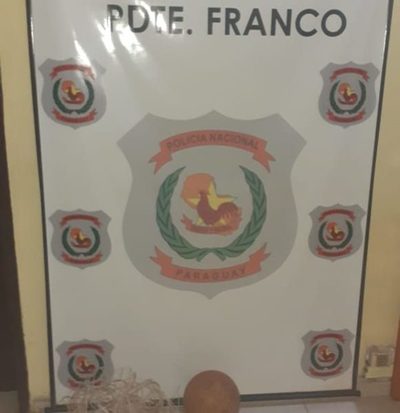 PDTE. FRANCO
POLICIA NACIONAL
PARAGUAY